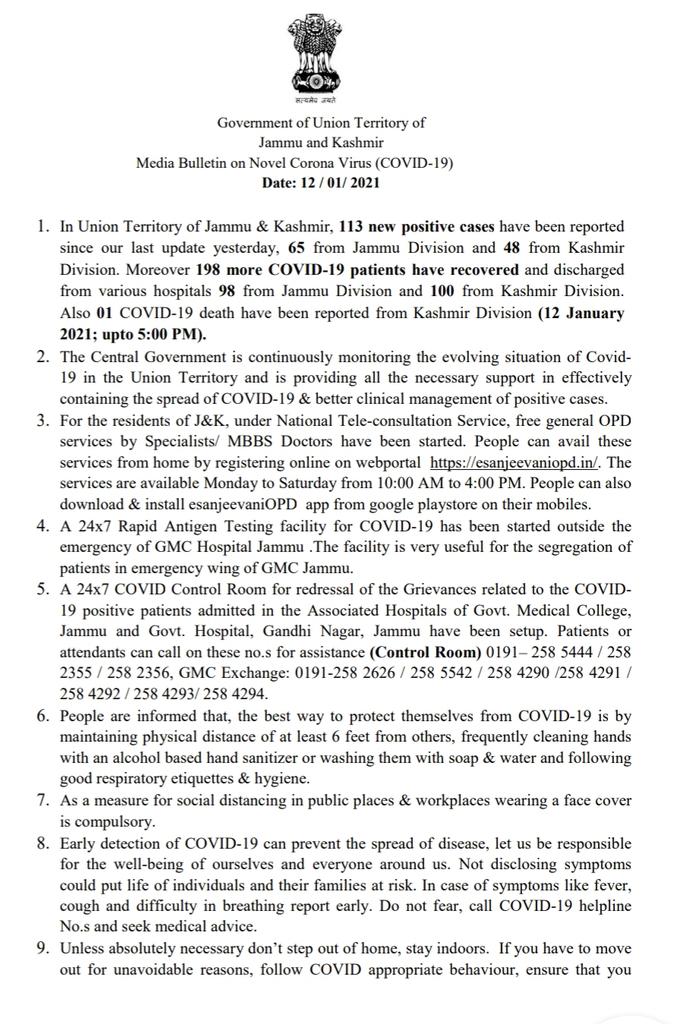 सत्यमेव जयते
Government of Union Territory of
Jammu and Kashmir
Media Bulletin on Novel Corona Virus (COVID-19)
Date: 12 / 01/ 2021
1. In Union Territory of Jammu & Kashmir, 113 new positive cases have been reported
since our last update yesterday, 65 from Jammu Division and 48 from Kashmir
Division. Moreover 198 more COVID-19 patients have recovered and discharged
from various hospitals 98 from Jammu Division and 100 from Kashmir Division.
Also 01 COVID-19 death have been reported from Kashmir Division (12 January
2021; upto 5:00 PM).
2. The Central Government is continuously monitoring the evolving situation of Covid-
19 in the Union Territory and is providing all the necessary support in effectively
containing the spread of COVID-19 & better clinical management of positive cases.
3. For the residents of J&K, under National Tele-consultation Service, free general OPD
services by Specialists/ MBBS Doctors have been started. People can avail these
services from home by registering online on webportal https://esanjeevaniopd.in/. The
services are available Monday to Saturday from 10:00 AM to 4:00 PM. People can also
download & install esanjeevaniOPD app from google playstore on their mobiles.
4. A 24x7 Rapid Antigen Testing facility for COVID-19 has been started outside the
emergency of GMC Hospital Jammu .The facility is very useful for the segregation of
patients in emergency wing of GMC Jammu.
5. A 24x7 COVID Control Room for redressal of the Grievances related to the COVID-
19 positive patients admitted in the Associated Hospitals of Govt. Medical College,
Jammu and Govt. Hospital, Gandhi Nagar, Jammu have been setup. Patients or
attendants can call on these no.s for assistance (Control Room) 0191– 258 5444 / 258
2355 / 258 2356, GMC Exchange: 0191-258 2626 / 258 5542 / 258 4290 /258 4291 /
258 4292 / 258 4293/ 258 4294.
6. People are informed that, the best way to protect themselves from COVID-19 is by
maintaining physical distance of at least 6 feet from others, frequently cleaning hands
with an alcohol based hand sanitizer or washing them with soap & water and following
good respiratory etiquettes & hygiene.
7. As a measure for social distancing in public places & workplaces wearing a face cover
is compulsory.
8. Early detection of COVID-19 can prevent the spread of disease, let us be responsible
for the well-being of ourselves and everyone around us. Not disclosing symptoms
could put life of individuals and their families at risk. In case of symptoms like fever,
cough and difficulty in breathing report early. Do not fear, call COVID-19 helpline
No.s and seek medical advice.
9. Unless absolutely necessary don't step out of home, stay indoors. If you have to move
out for unavoidable reasons, follow COVID appropriate behaviour, ensure that you